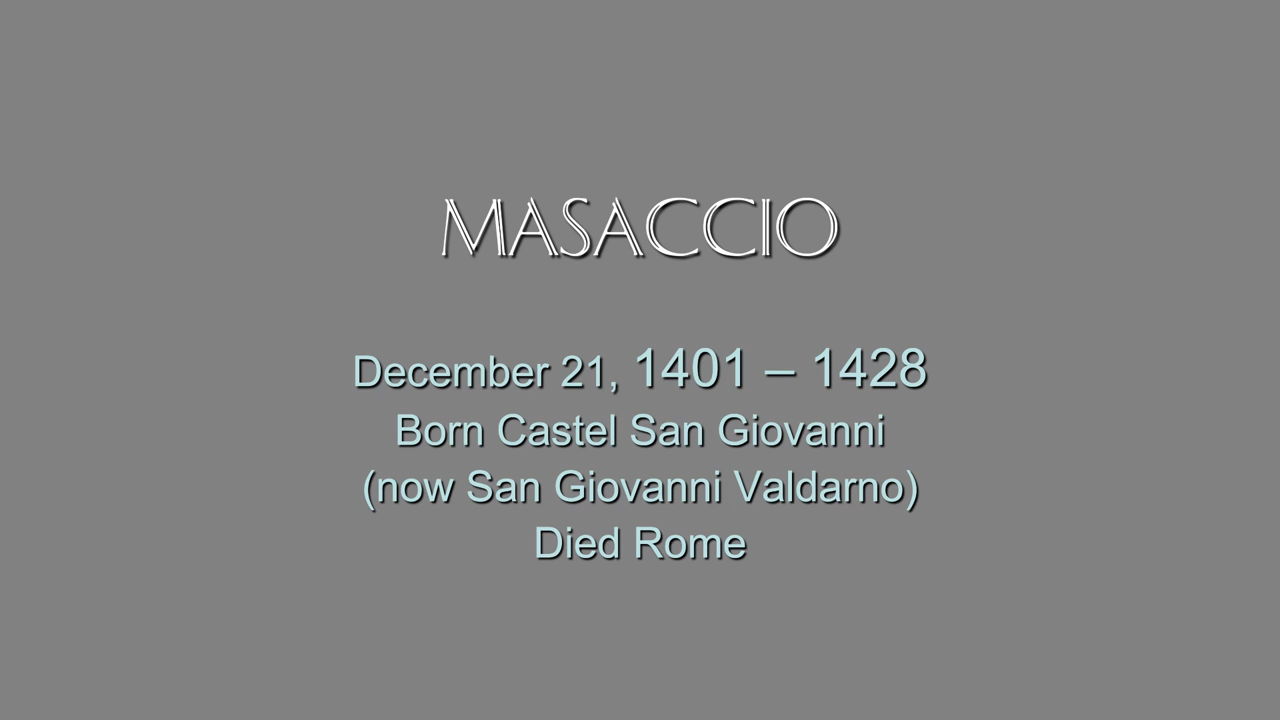 MASACCIO
December 21, 1401 – 1428
Born Castel San Giovanni
(now San Giovanni Valdarno)
Died Rome